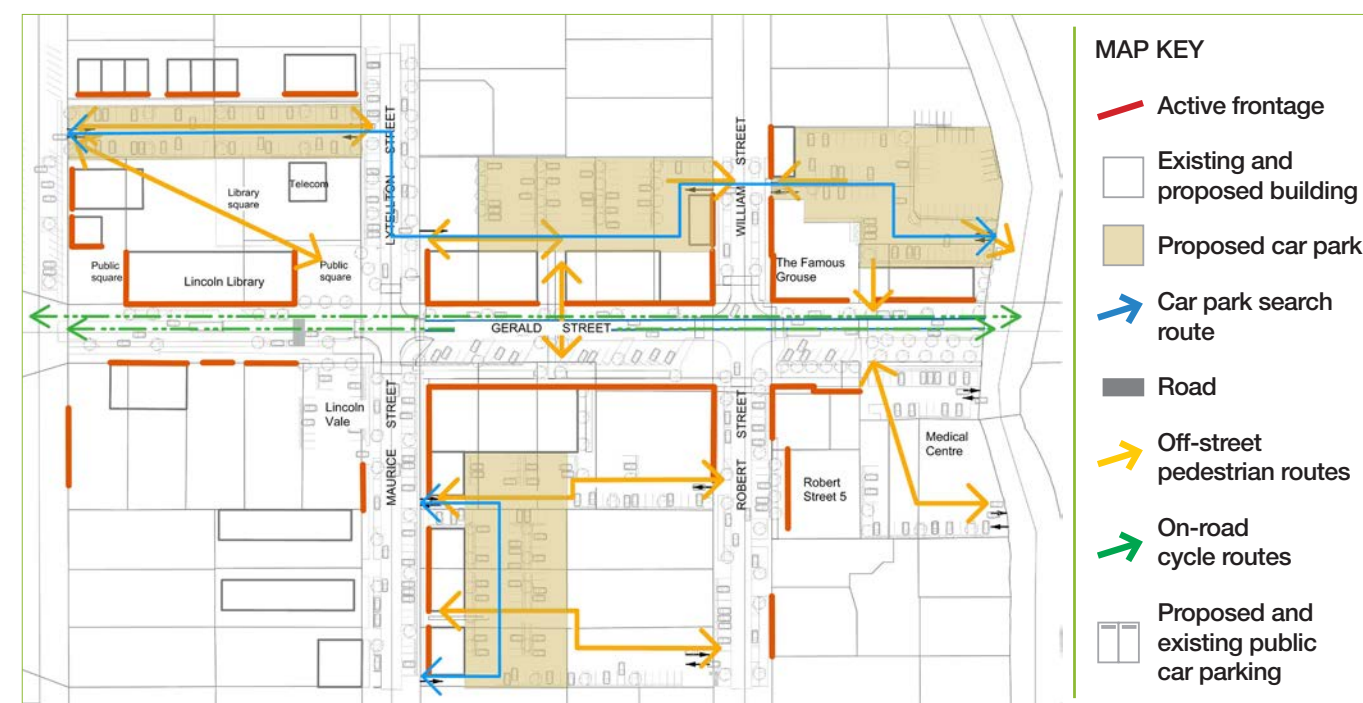 MAP KEY
Active frontage
Existing and
proposed building
Proposed car park
Car park search
route
Road
Off-street
pedestrian routes
On-road
cycle routes
Proposed and
existing public
car parking
LYTELLTON STREET
WILLIAM STREET
Telecom
Library
square
Public
square
Lincoln Library
Public
square
The Famous
Grouse
GERALD STREET
Lincoln
Vale
MAURICE STREET
ROBERT STREET
Medical
Centre
Robert
Street 5